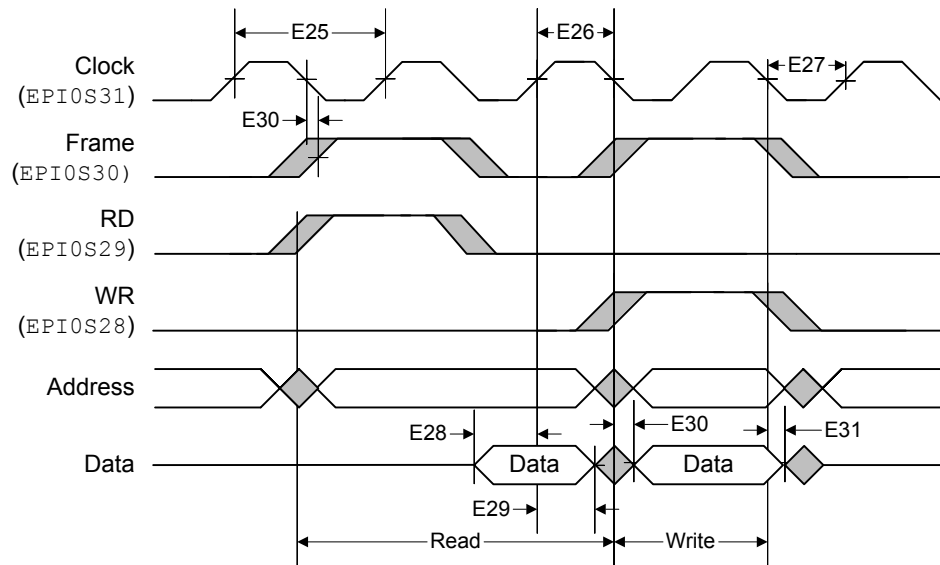 E25
E26
Clock
(EPI0S31)
E27
E30
Frame
(EPI0S30)
RD
(EPI0S29)
WR
(EPI0S28)
Address
E28
E30
E31
Data
Data
Data
E29
Read
Write